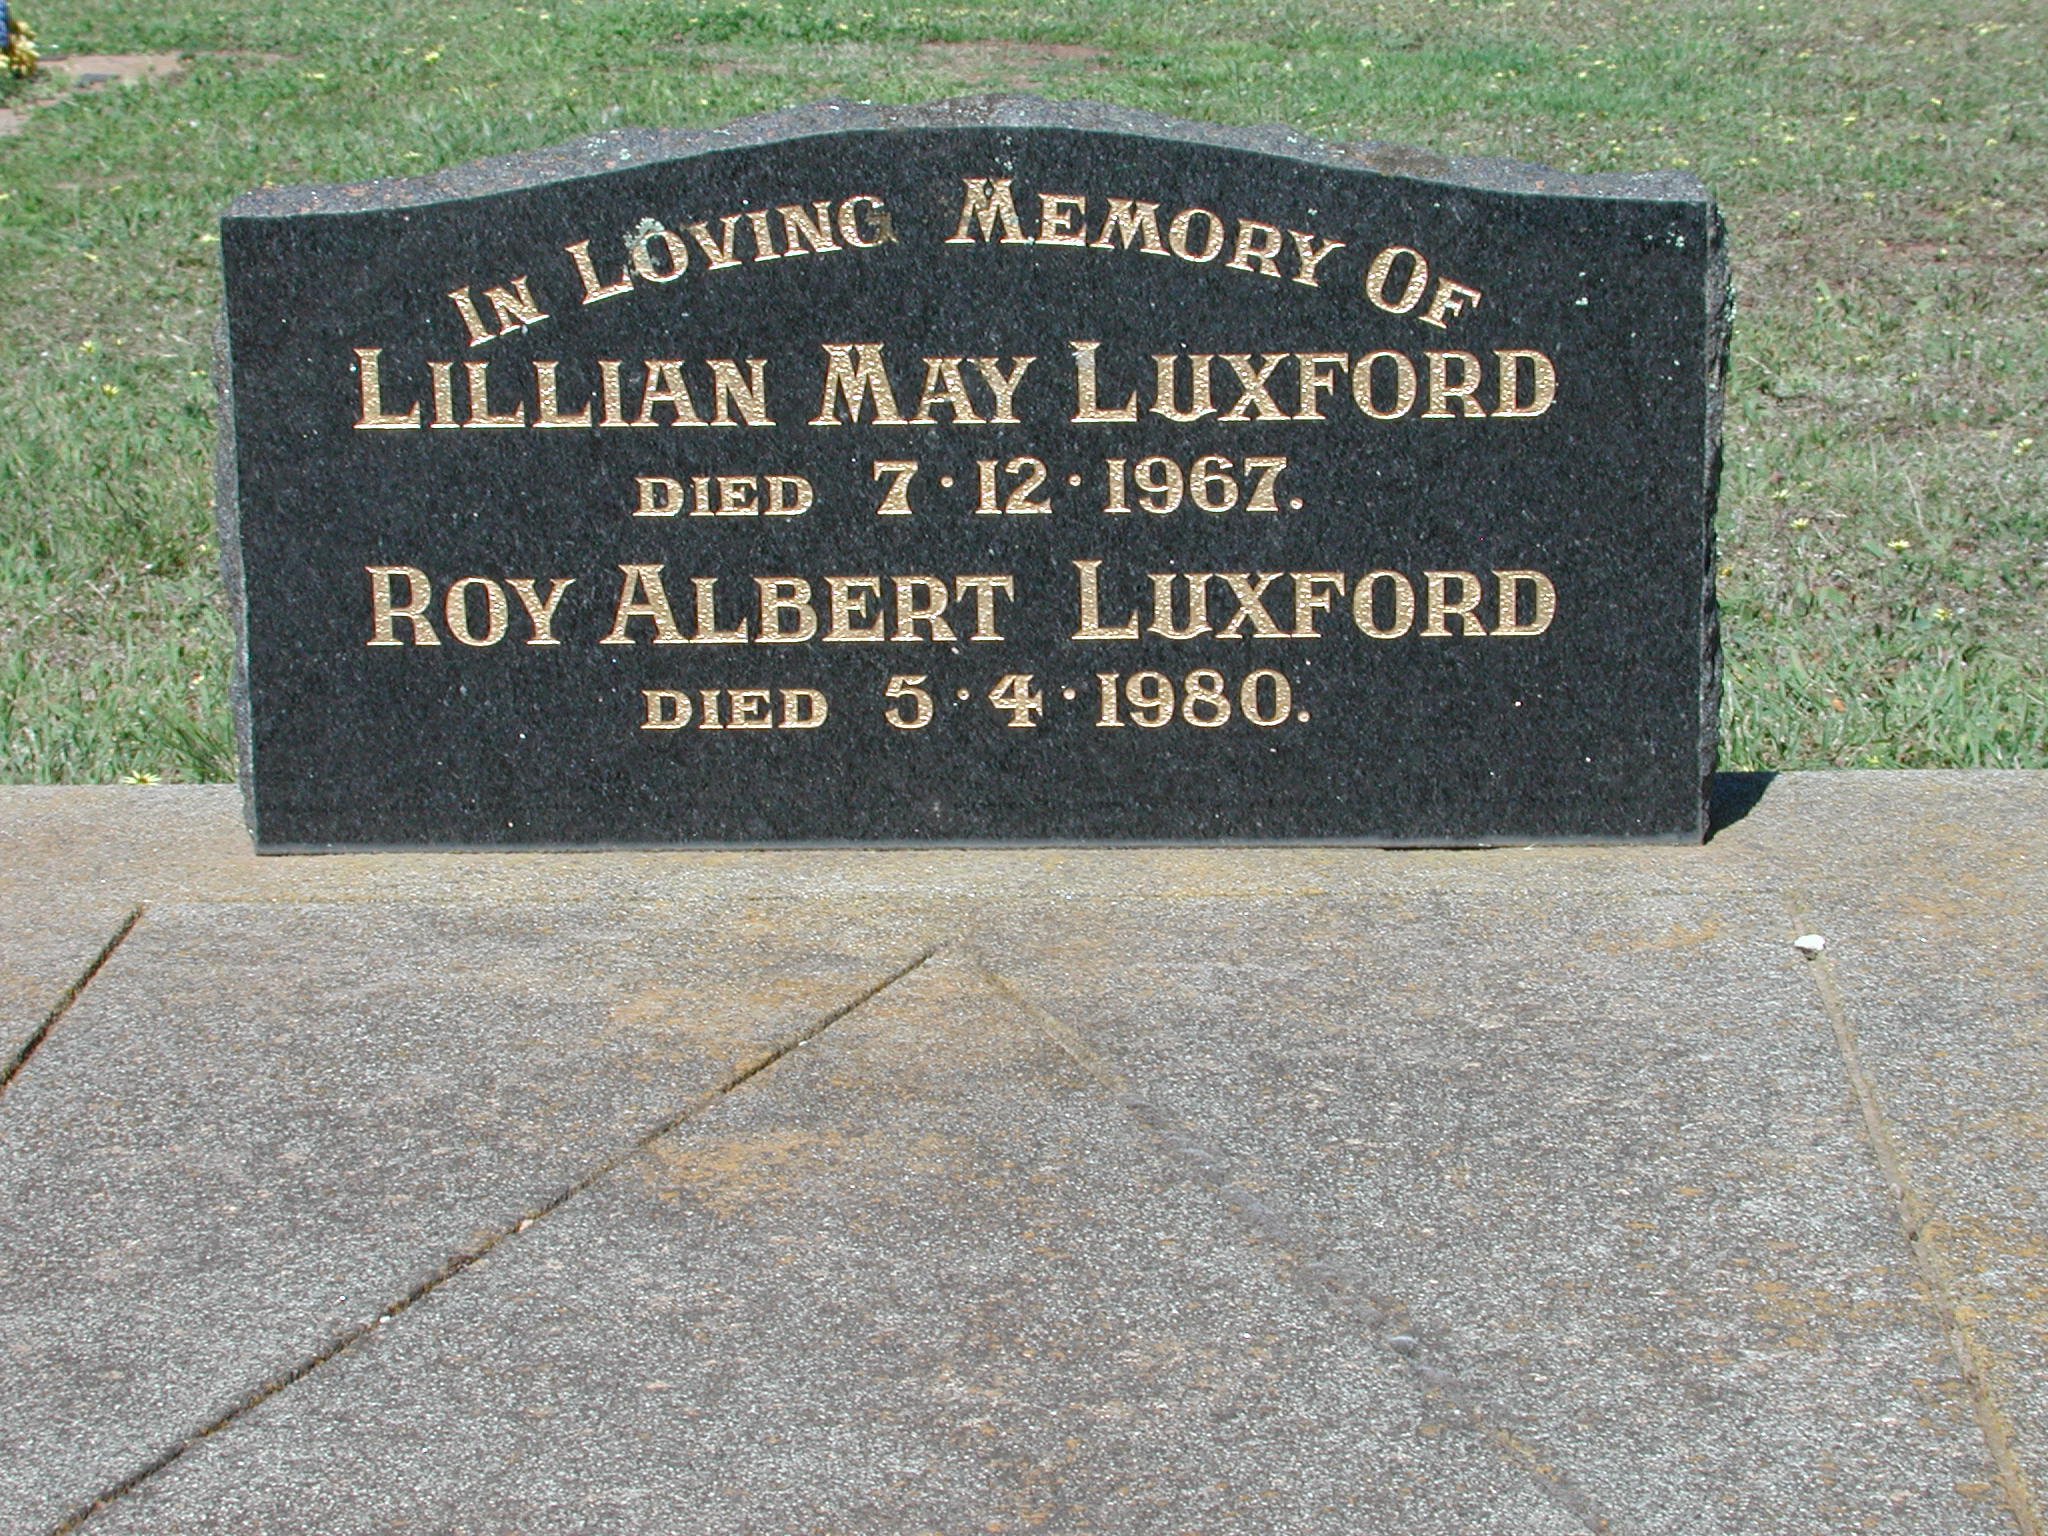 In Loving Memory Of
Lillian May Luxford
died 7·12·1967.
Roy Albert Luxford
died 5·4·1980.